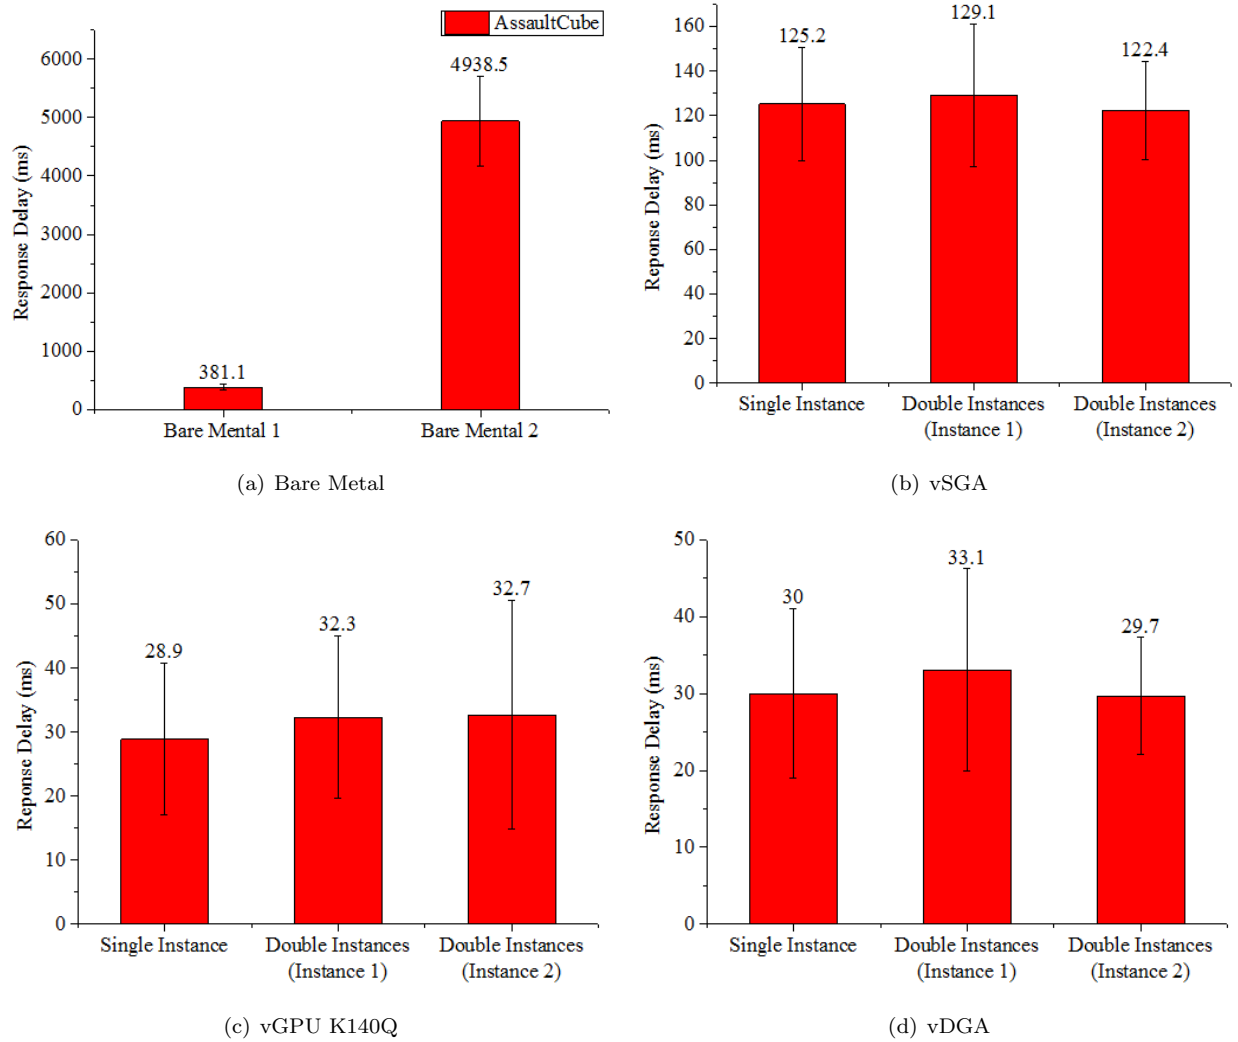 AssaultCube
Response Delay (ms)
6000
5000
4000
3000
2000
1000
0
381.1
4938.5
Bare Mental 1
Bare Mental 2
(a) Bare Metal
Reponse Delay (ms)
160
140
120
100
80
60
40
20
0
125.2
129.1
122.4
Single Instance
Double Instances
(Instance 1)
Double Instances
(Instance 2)
(b) vSGA
Reponse Delay (ms)
60
50
40
30
20
10
0
28.9
32.3
32.7
Single Instance
Double Instances
(Instance 1)
Double Instances
(Instance 2)
(c) vGPU K140Q
Response Delay (ms)
50
40
30
20
10
0
30
33.1
29.7
Single Instance
Double Instances
(Instance 1)
Double Instances
(Instance 2)
(d) vDGA